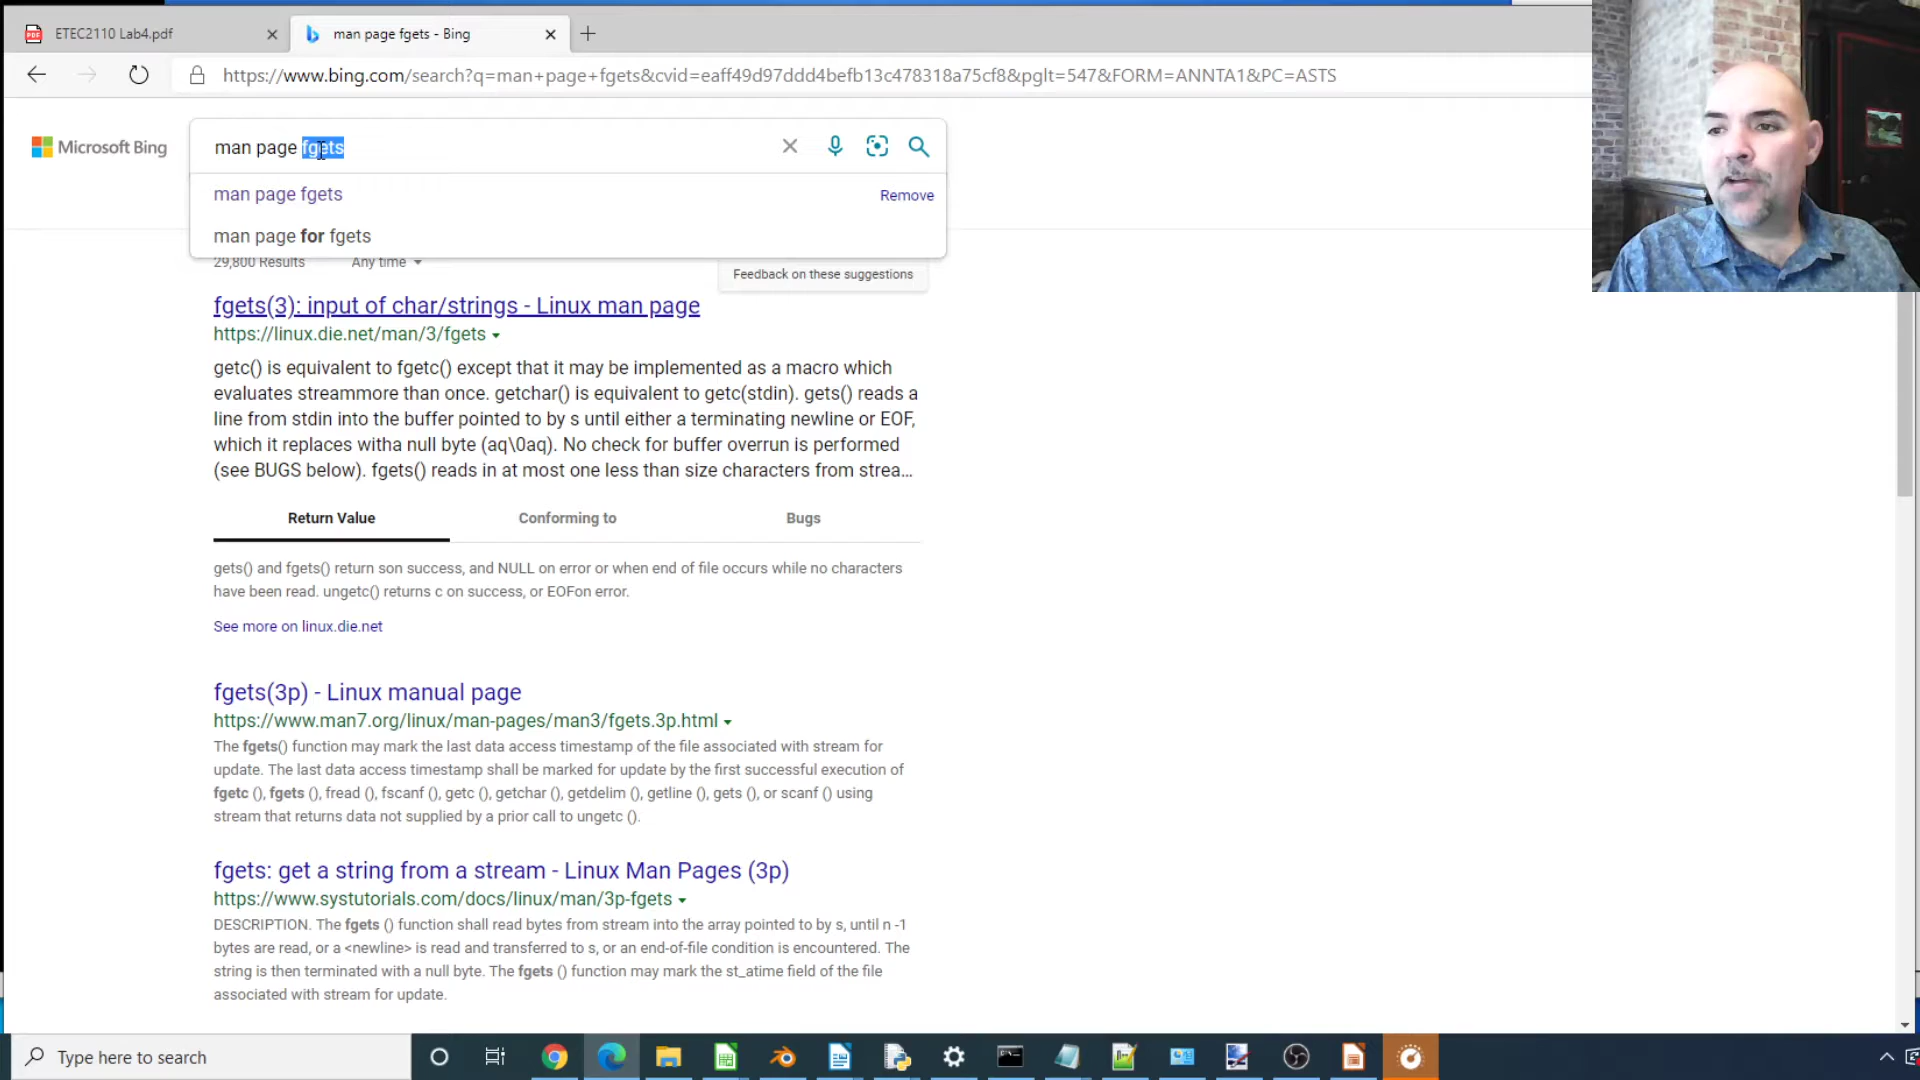 ETEC2110 Lab4.pdf
man page fgets - Bing
https://www.bing.com/search?q=man+page+fgets&cvid=eaff49d97ddd4befb13c478318a75cf8&pglt=547&FORM=ANNTA1&PC=ASTS
Microsoft Bing
man page fgets
man page fgets
Remove
man page for fgets
29,800 Results
Any time
Feedback on these suggestions
fgets(3): input of char/strings - Linux man page
https://linux.die.net/man/3/fgets
getc() is equivalent to fgetc() except that it may be implemented as a macro which
evaluates streammore than once. getchar() is equivalent to getc(stdin). gets() reads a
line from stdin into the buffer pointed to by s until either a terminating newline or EOF,
which it replaces witha null byte (aq\0aq). No check for buffer overrun is performed
(see BUGS below). fgets() reads in at most one less than size characters from strea...
Return Value
Conforming to
Bugs
gets() and fgets() return son success, and NULL on error or when end of file occurs while no characters
have been read. ungetc() returns c on success, or EOFon error.
See more on linux.die.net
fgets(3p) - Linux manual page
https://www.man7.org/linux/man-pages/man3/fgets.3p.html
The fgets() function may mark the last data access timestamp of the file associated with stream for
update. The last data access timestamp shall be marked for update by the first successful execution of
fgetc (), fgets (), fread (), fscanf (), getc (), getchar (), getdelim (), getline (), gets (), or scanf () using
stream that returns data not supplied by a prior call to ungetc ().
fgets: get a string from a stream - Linux Man Pages (3p)
https://www.systutorials.com/docs/linux/man/3p-fgets
DESCRIPTION. The fgets () function shall read bytes from stream into the array pointed to by s, until n -1
bytes are read, or a <newline> is read and transferred to s, or an end-of-file condition is encountered. The
string is then terminated with a null byte. The fgets () function may mark the st_atime field of the file
associated with stream for update.
Type here to search